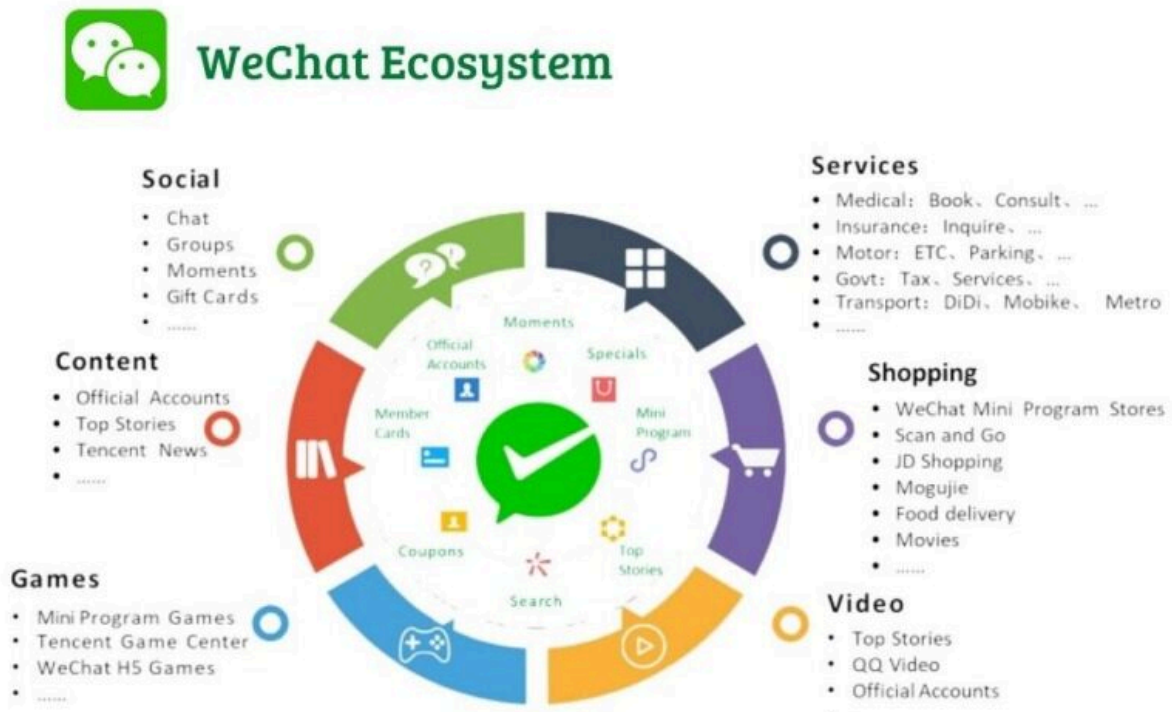 WeChat Ecosystem
Social
• Chat
• Groups
• Moments
• Gift Cards
• ......
Content
• Official Accounts
• Top Stories
• Tencent News
• ......
Games
• Mini Program Games
• Tencent Game Center
• WeChat H5 Games
• ......
Moments
Official
Accounts
Specials
Member
Cards
Mini
Program
Coupons
Top
Stories
Search
Services
• Medical：Book、Consult、...
• Insurance：Inquire、...
• Motor：ETC、Parking、...
• Govt：Tax、Services、...
• Transport：DiDi、Mobike、 Metro
• ......
Shopping
• WeChat Mini Program Stores
• Scan and Go
• JD Shopping
• Mogujie
• Food delivery
• Movies
• ......
Video
• Top Stories
• QQ Video
• Official Accounts